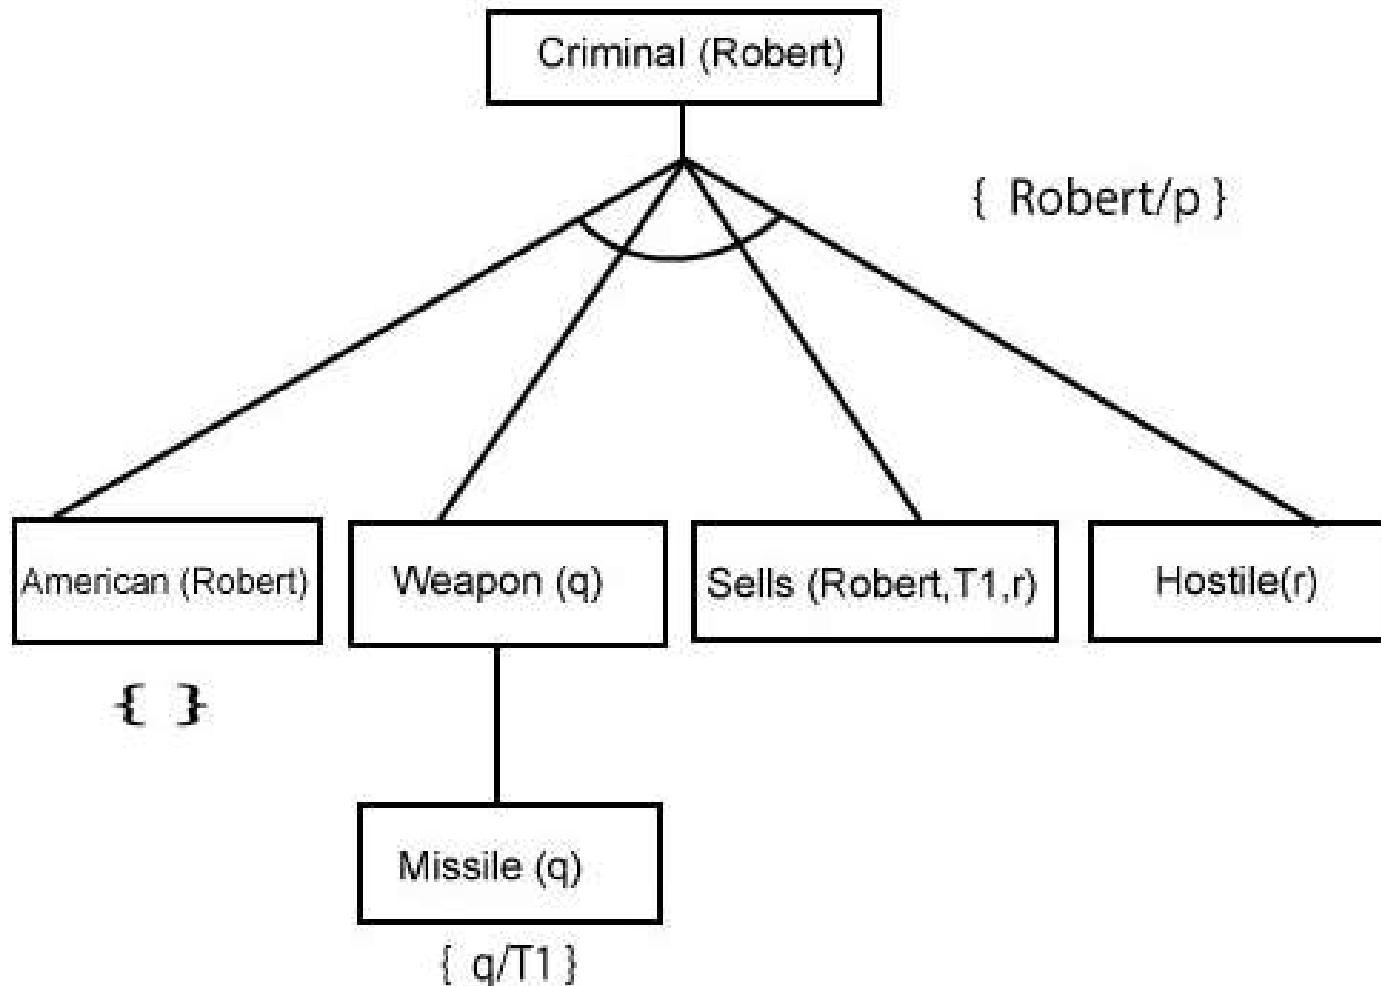 Criminal (Robert)
{ Robert/p }
American (Robert)
Weapon (q)
Sells (Robert,T1,r)
Hostile(r)
{ }
Missile (q)
{ q/T1 }